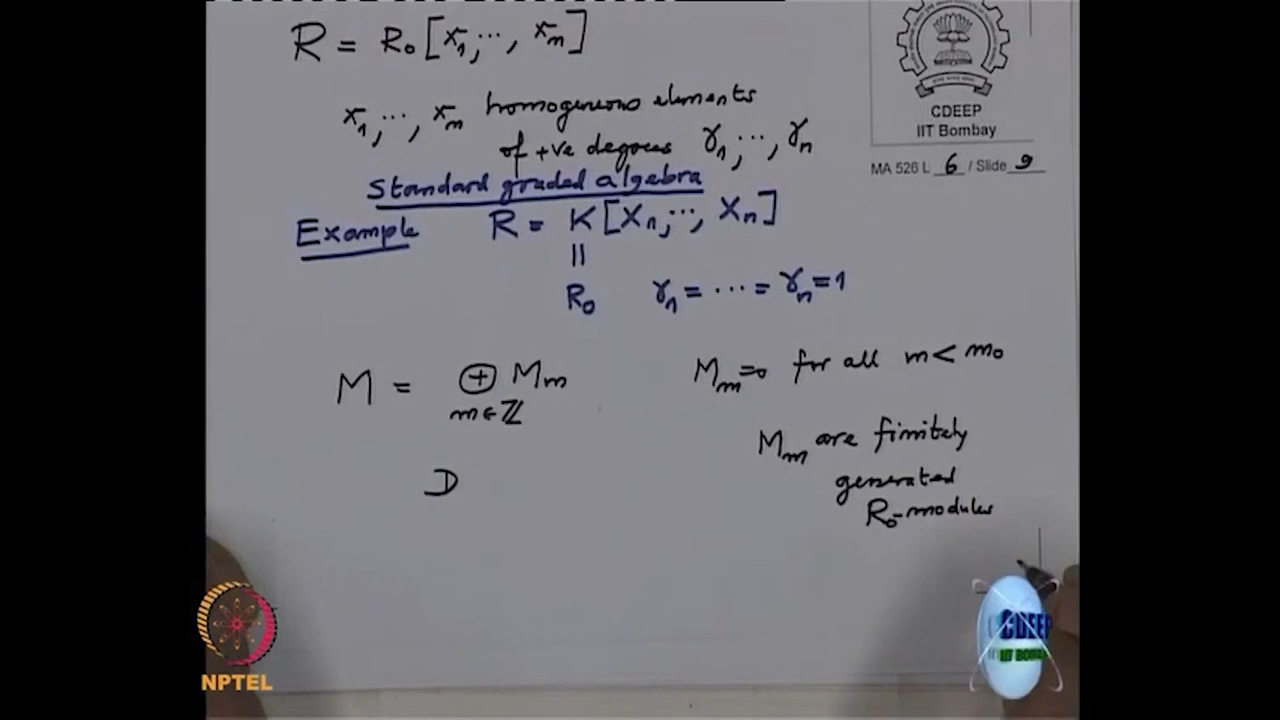 R = R₀[x₁,…, xₙ]
x₁,…, xₙ homogeneous elements
of +ve degrees γ₁,…, γₙ
Standard graded algebra
Example R = K[X₁,…, Xₙ]
||
R₀ γ₁ = ⋯ = γₙ = 1
M = ⊕ Mₘ Mₘ = 0 for all m < m₀
m∈ℤ
Mₘ are finitely
generated
R₀-modules
D
CDEEP
IIT Bombay
MA 526 L 6 / Slide 9
NPTEL
CDEEP
IIT BOMBAY